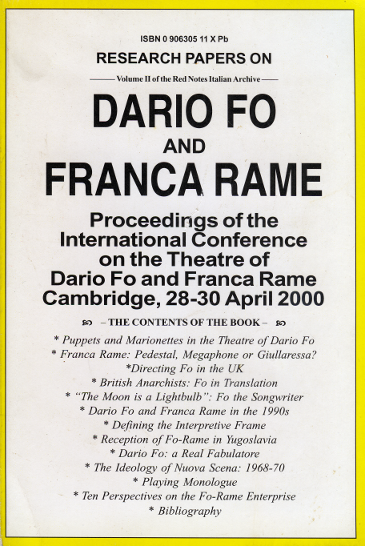 ISBN 0 906305 11 X Pb
RESEARCH PAPERS ON
Volume II of the Red Notes Italian Archive
DARIO FO
AND
FRANCA RAME
Proceedings of the
International Conference
on the Theatre of
Dario Fo and Franca Rame
Cambridge, 28-30 April 2000
– THE CONTENTS OF THE BOOK –
* Puppets and Marionettes in the Theatre of Dario Fo
* Franca Rame: Pedestal, Megaphone or Giullaressa?
*Directing Fo in the UK
* British Anarchists: Fo in Translation
* “The Moon is a Lightbulb”: Fo the Songwriter
* Dario Fo and Franca Rame in the 1990s
* Defining the Interpretive Frame
* Reception of Fo-Rame in Yugoslavia
* Dario Fo: a Real Fabulatore
* The Ideology of Nuova Scena: 1968-70
* Playing Monologue
* Ten Perspectives on the Fo-Rame Enterprise
* Bibliography